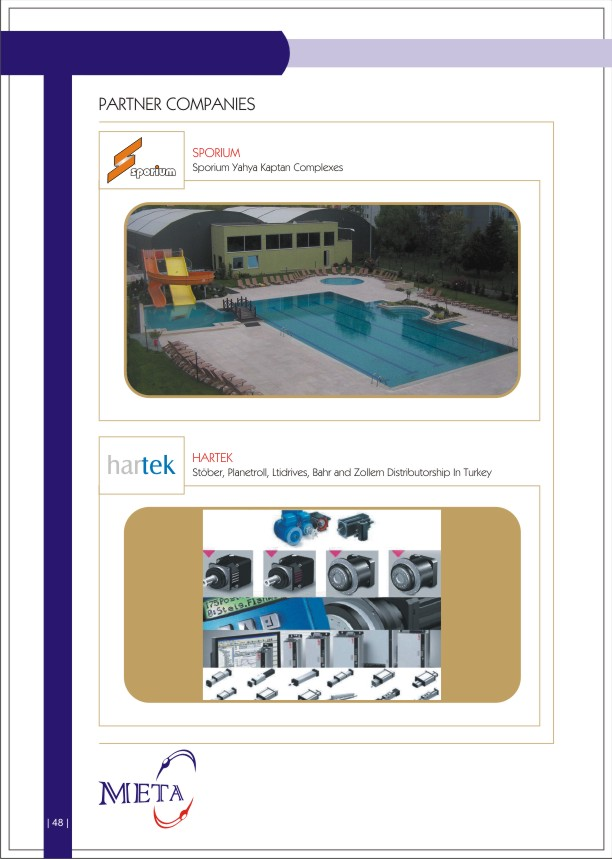 PARTNER COMPANIES
sporium
SPORIUM
Sporium Yahya Kaptan Complexes
hartek
HARTEK
Stöber, Planetroll, Ltidrives, Bahr and Zollern Distributorship In Turkey
META
| 48 |